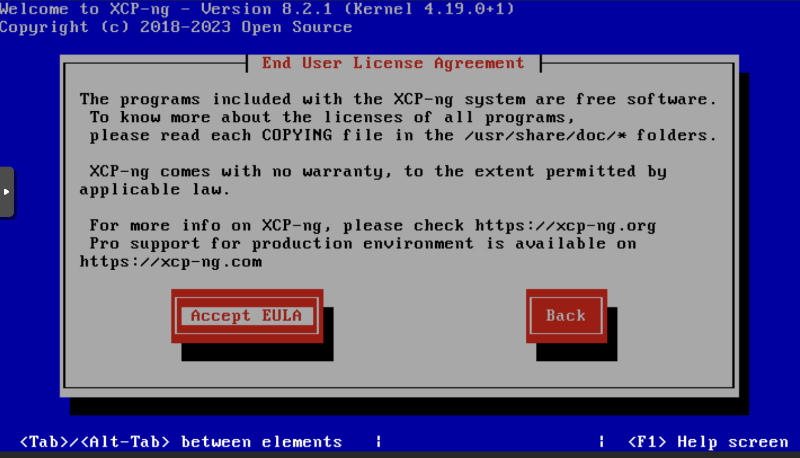 Welcome to XCP-ng - Version 8.2.1 (Kernel 4.19.0+1)
Copyright (c) 2018-2023 Open Source
End User License Agreement
The programs included with the XCP-ng system are free software.
To know more about the licenses of all programs,
please read each COPYING file in the /usr/share/doc/* folders.
XCP-ng comes with no warranty, to the extent permitted by
applicable law.
For more info on XCP-ng, please check https://xcp-ng.org
Pro support for production environment is available on
https://xcp-ng.com
Accept EULA
Back
<Tab>/<Alt-Tab> between elements | | <F1> Help screen